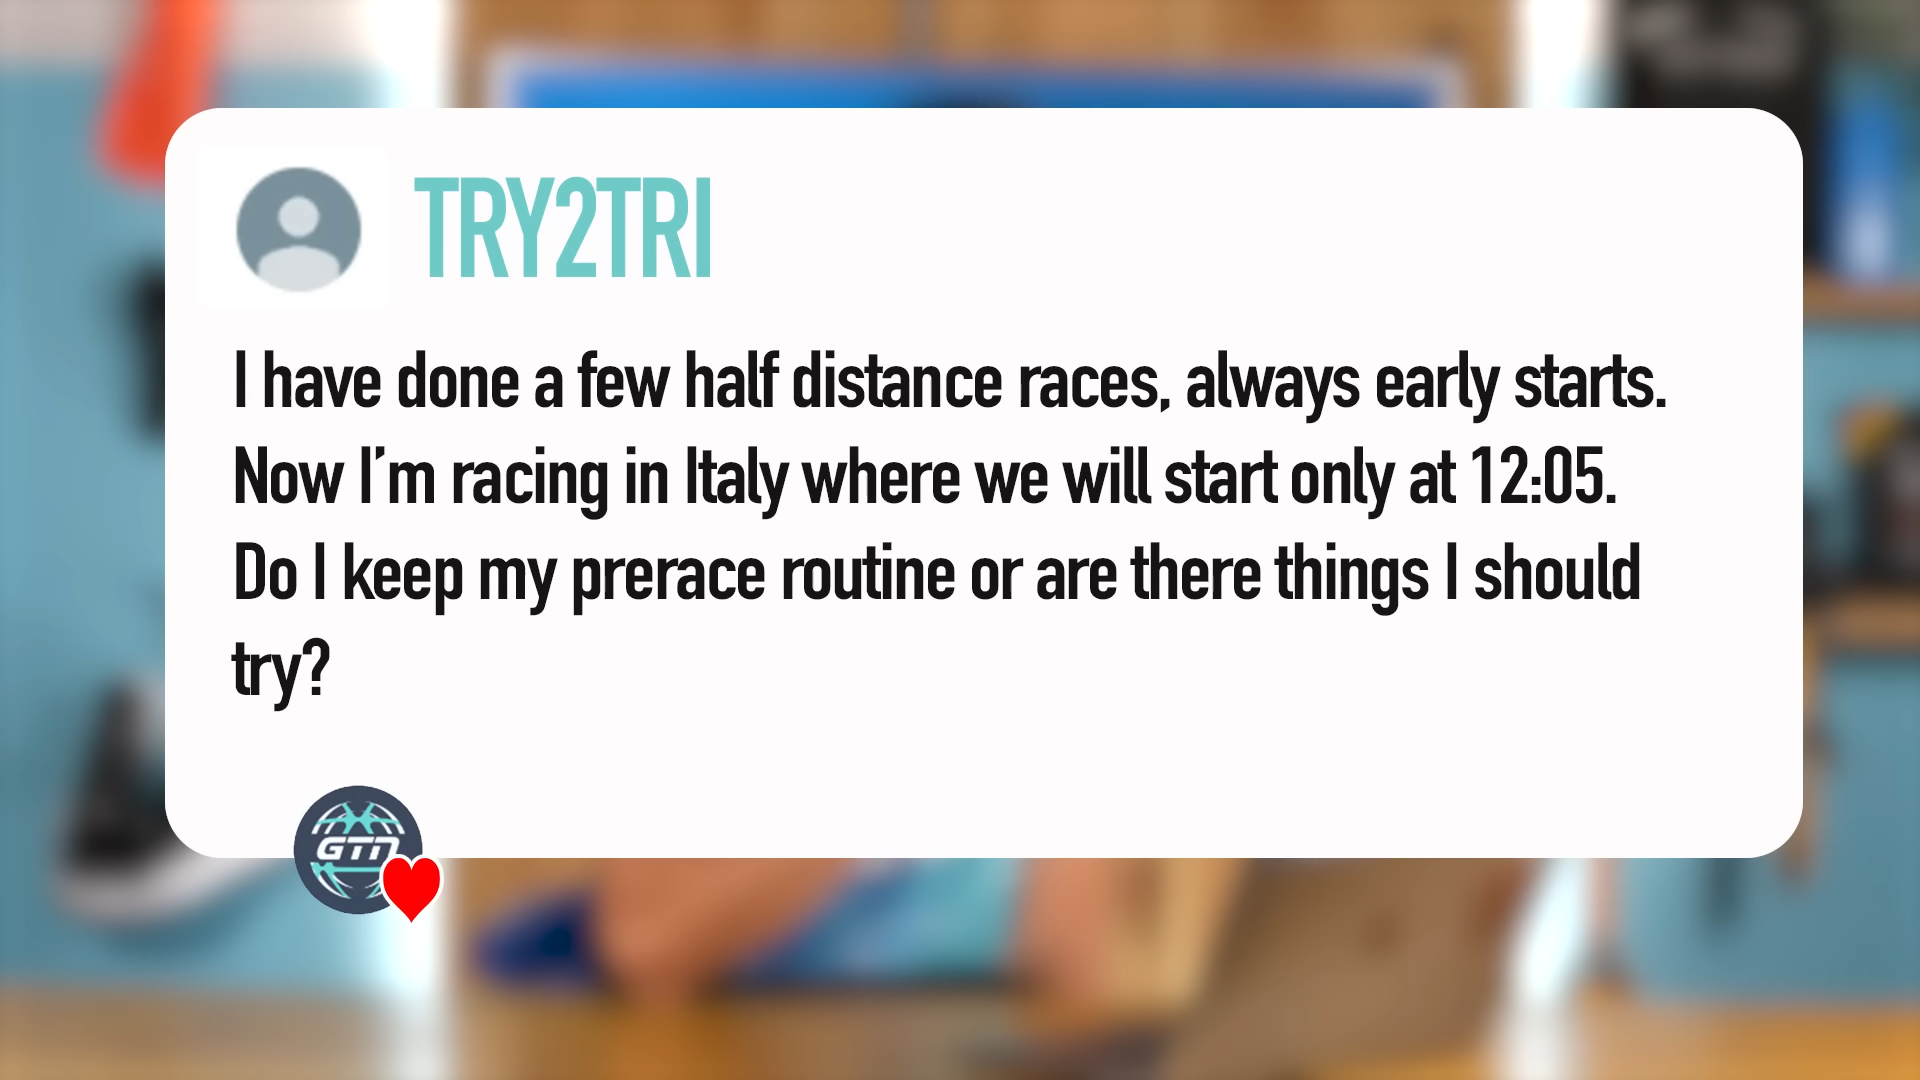 TRY2TRI
I have done a few half distance races, always early starts.
Now I'm racing in Italy where we will start only at 12:05.
Do I keep my prerace routine or are there things I should
try?
GTN